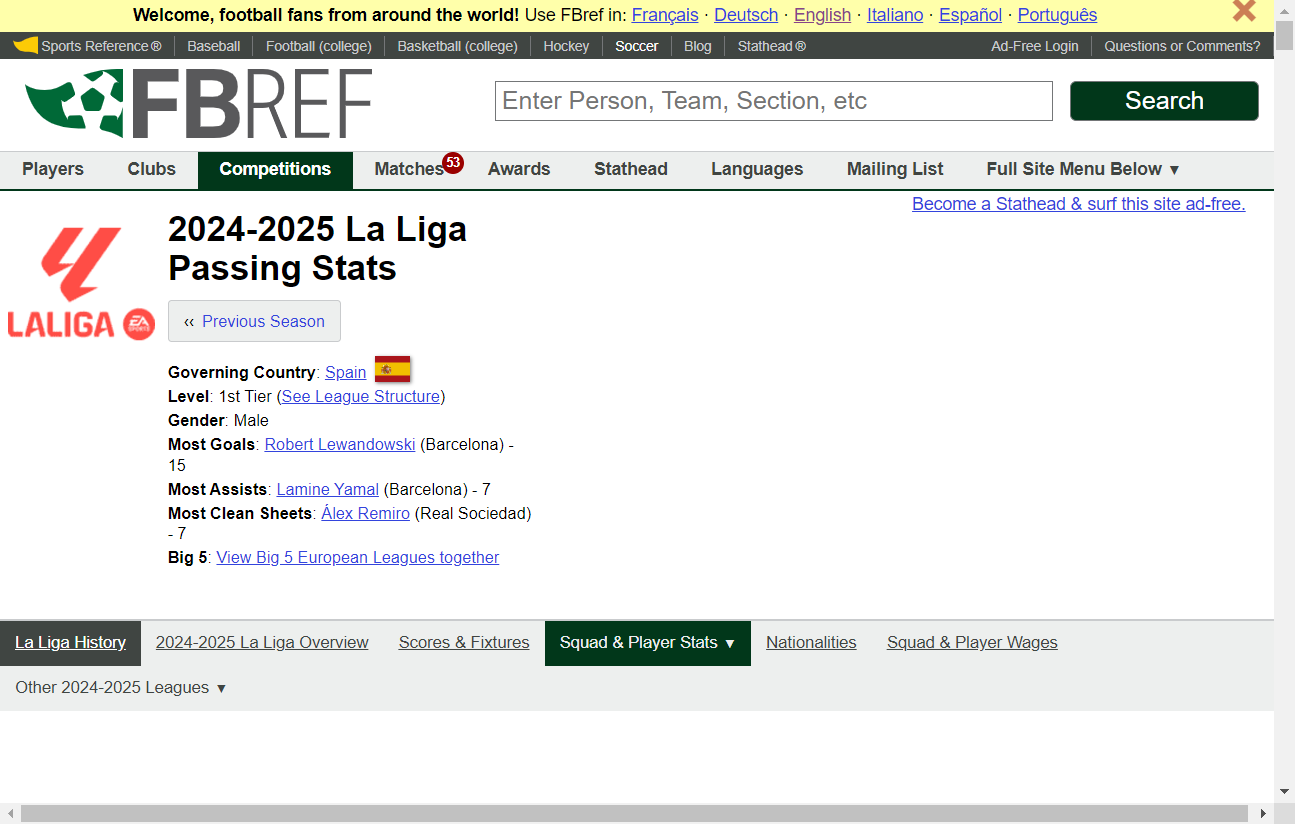 Welcome, football fans from around the world! Use FBref in: Français · Deutsch · English · Italiano · Español · Português
Sports Reference® Baseball Football (college) Basketball (college) Hockey Soccer Blog Stathead® Ad-Free Login Questions or Comments?
FBREF
Enter Person, Team, Section, etc
Search
Players Clubs Competitions Matches 53 Awards Stathead Languages Mailing List Full Site Menu Below ▼
Become a Stathead & surf this site ad-free.
2024-2025 La Liga
Passing Stats
LALIGA EA SPORTS
‹‹ Previous Season
Governing Country: Spain
Level: 1st Tier (See League Structure)
Gender: Male
Most Goals: Robert Lewandowski (Barcelona) -
15
Most Assists: Lamine Yamal (Barcelona) - 7
Most Clean Sheets: Álex Remiro (Real Sociedad)
- 7
Big 5: View Big 5 European Leagues together
La Liga History 2024-2025 La Liga Overview Scores & Fixtures Squad & Player Stats ▼ Nationalities Squad & Player Wages
Other 2024-2025 Leagues ▼